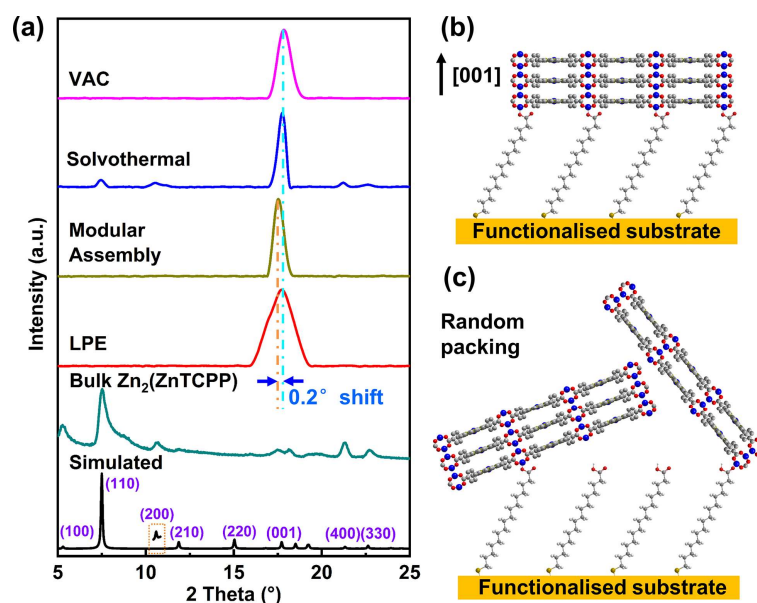 (a)
VAC
Solvothermal
Modular
Assembly
LPE
Bulk Zn₂(ZnTCPP)
0.2° shift
Simulated
(100)
(110)
(200)
(210)
(220)
(001)
(400)(330)
5 10 15 20 25
2 Theta (°)
Intensity (a.u.)
(b)
[001]
Functionalised substrate
(c)
Random
packing
Functionalised substrate